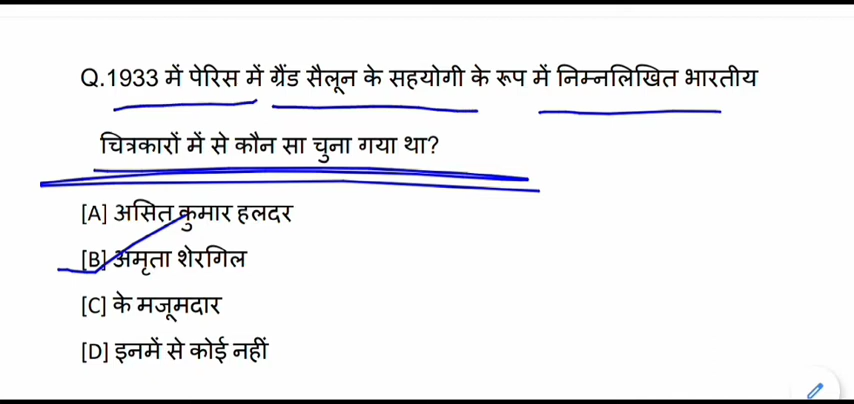 Q.1933 में पेरिस में ग्रैंड सैलून के सहयोगी के रूप में निम्नलिखित भारतीय
चित्रकारों में से कौन सा चुना गया था?
[A] असित कुमार हलदर
[B] अमृता शेरगिल
[C] के मजूमदार
[D] इनमें से कोई नहीं